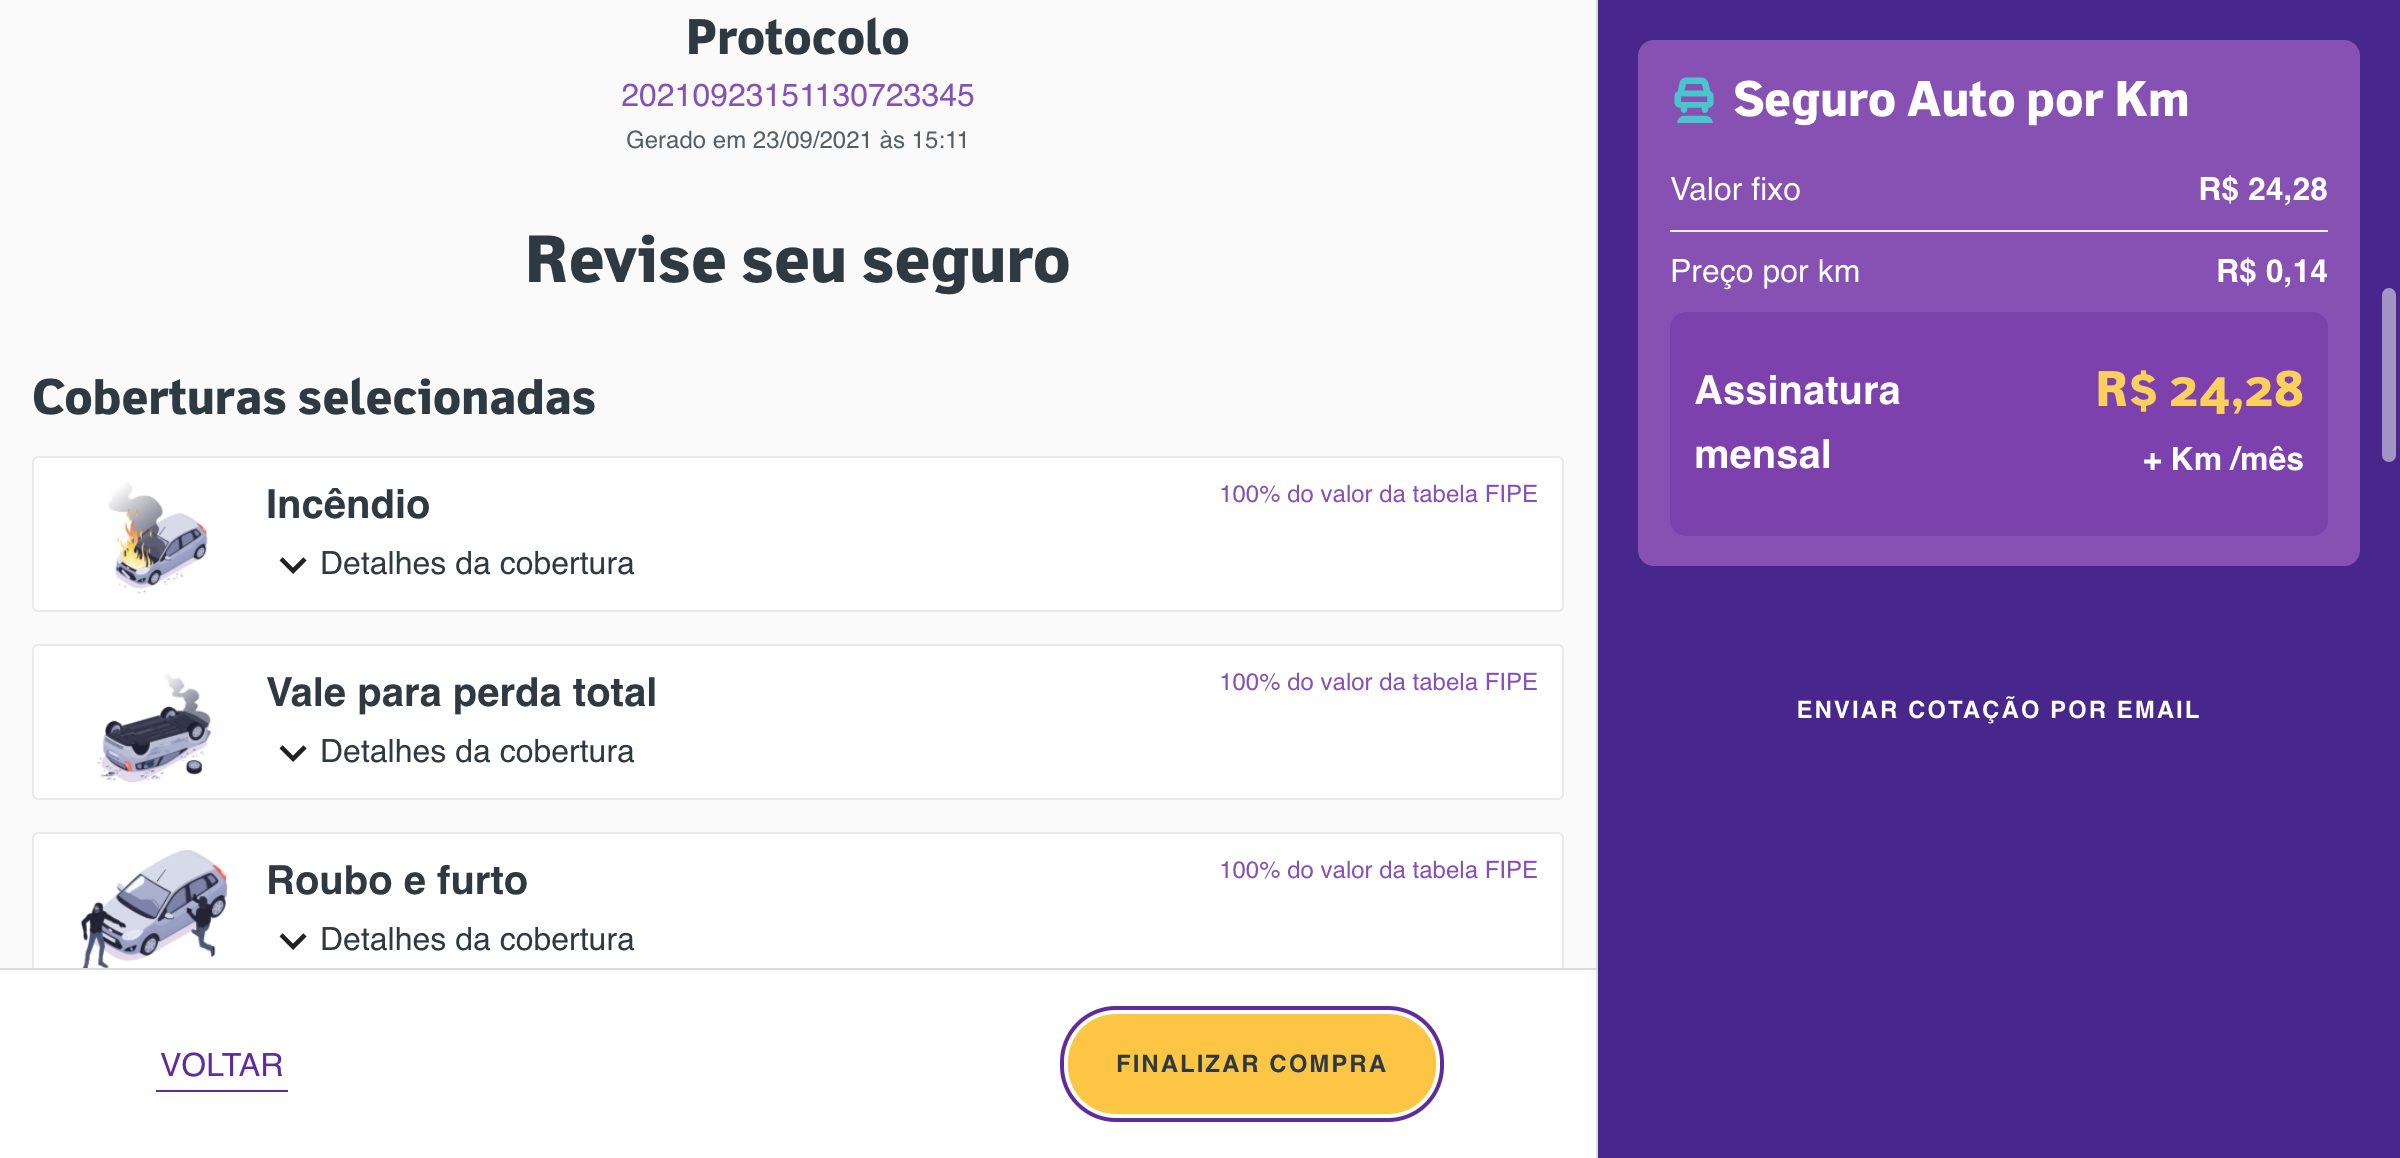 Protocolo
20210923151130723345
Gerado em 23/09/2021 às 15:11
Revise seu seguro
Coberturas selecionadas
Incêndio
100% do valor da tabela FIPE
Detalhes da cobertura
Vale para perda total
100% do valor da tabela FIPE
Detalhes da cobertura
Roubo e furto
100% do valor da tabela FIPE
Detalhes da cobertura
VOLTAR
FINALIZAR COMPRA
Seguro Auto por Km
Valor fixo R$ 24,28
Preço por km R$ 0,14
Assinatura mensal
R$ 24,28
+ Km /mês
ENVIAR COTAÇÃO POR EMAIL